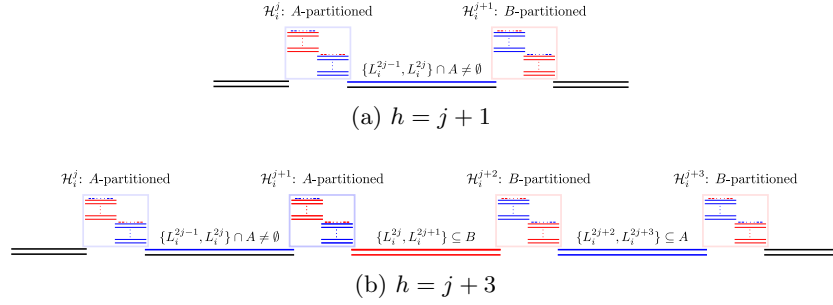 $\mathcal{H}_i^j$: A-partitioned $\mathcal{H}_i^{j+1}$: B-partitioned
$\{L_i^{2j-1}, L_i^{2j}\} \cap A \neq \emptyset$
(a) $h = j + 1$
$\mathcal{H}_i^j$: A-partitioned $\mathcal{H}_i^{j+1}$: A-partitioned $\mathcal{H}_i^{j+2}$: B-partitioned $\mathcal{H}_i^{j+3}$: B-partitioned
$\{L_i^{2j-1}, L_i^{2j}\} \cap A \neq \emptyset$ $\{L_i^{2j}, L_i^{2j+1}\} \subseteq B$ $\{L_i^{2j+2}, L_i^{2j+3}\} \subseteq A$
(b) $h = j + 3$